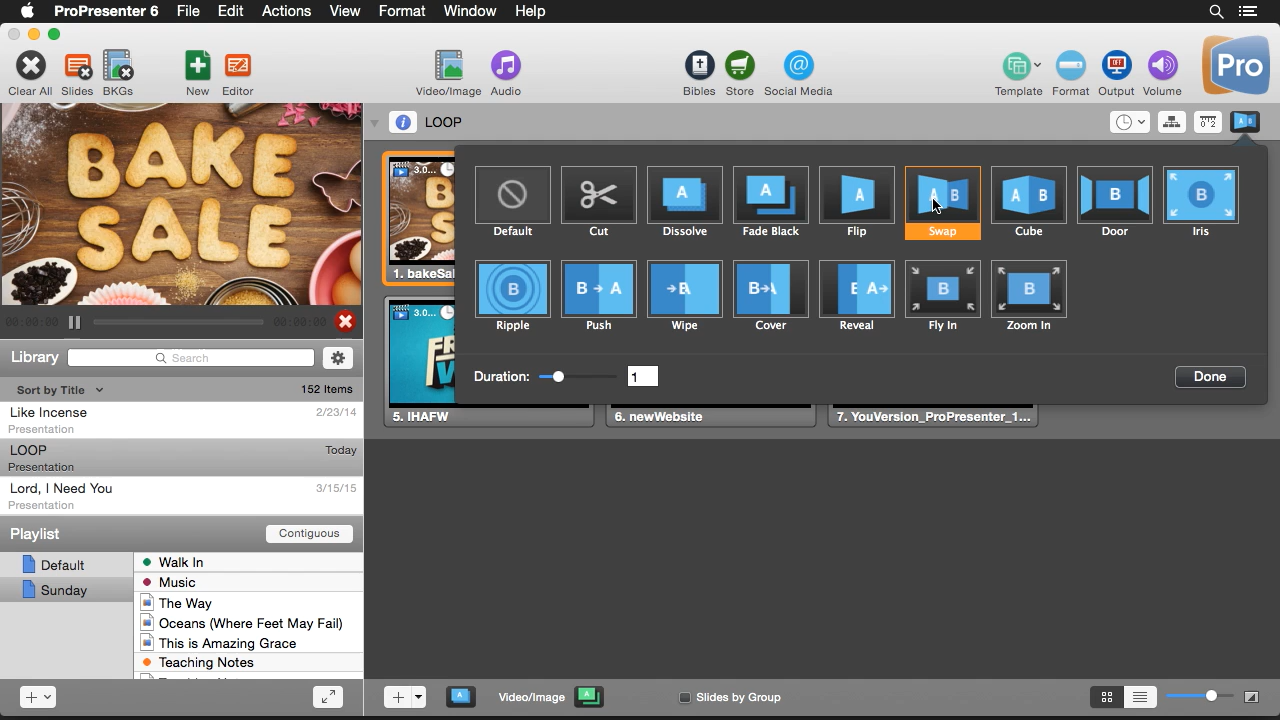 ProPresenter 6 File Edit Actions View Format Window Help
Clear All Slides BKGs New Editor Video/Image Audio Bibles Store Social Media Template Format Output Volume
OFF
Pro
BAKE
SALE
LOOP
Default Cut Dissolve Fade Black Flip Swap Cube Door Iris
Ripple Push Wipe Cover Reveal Fly In Zoom In
Duration: 1 Done
3.0...
1. bakeSal
3.0...
5. IHAFW 6. newWebsite 7. YouVersion_ProPresenter_1...
00:00:00 00:00:00
Library Search
Sort by Title 152 Items
Like Incense 2/23/14
Presentation
LOOP Today
Presentation
Lord, I Need You 3/15/15
Presentation
Playlist Contiguous
Default
Sunday
Walk In
Music
The Way
Oceans (Where Feet May Fail)
This is Amazing Grace
Teaching Notes
Video/Image Slides by Group